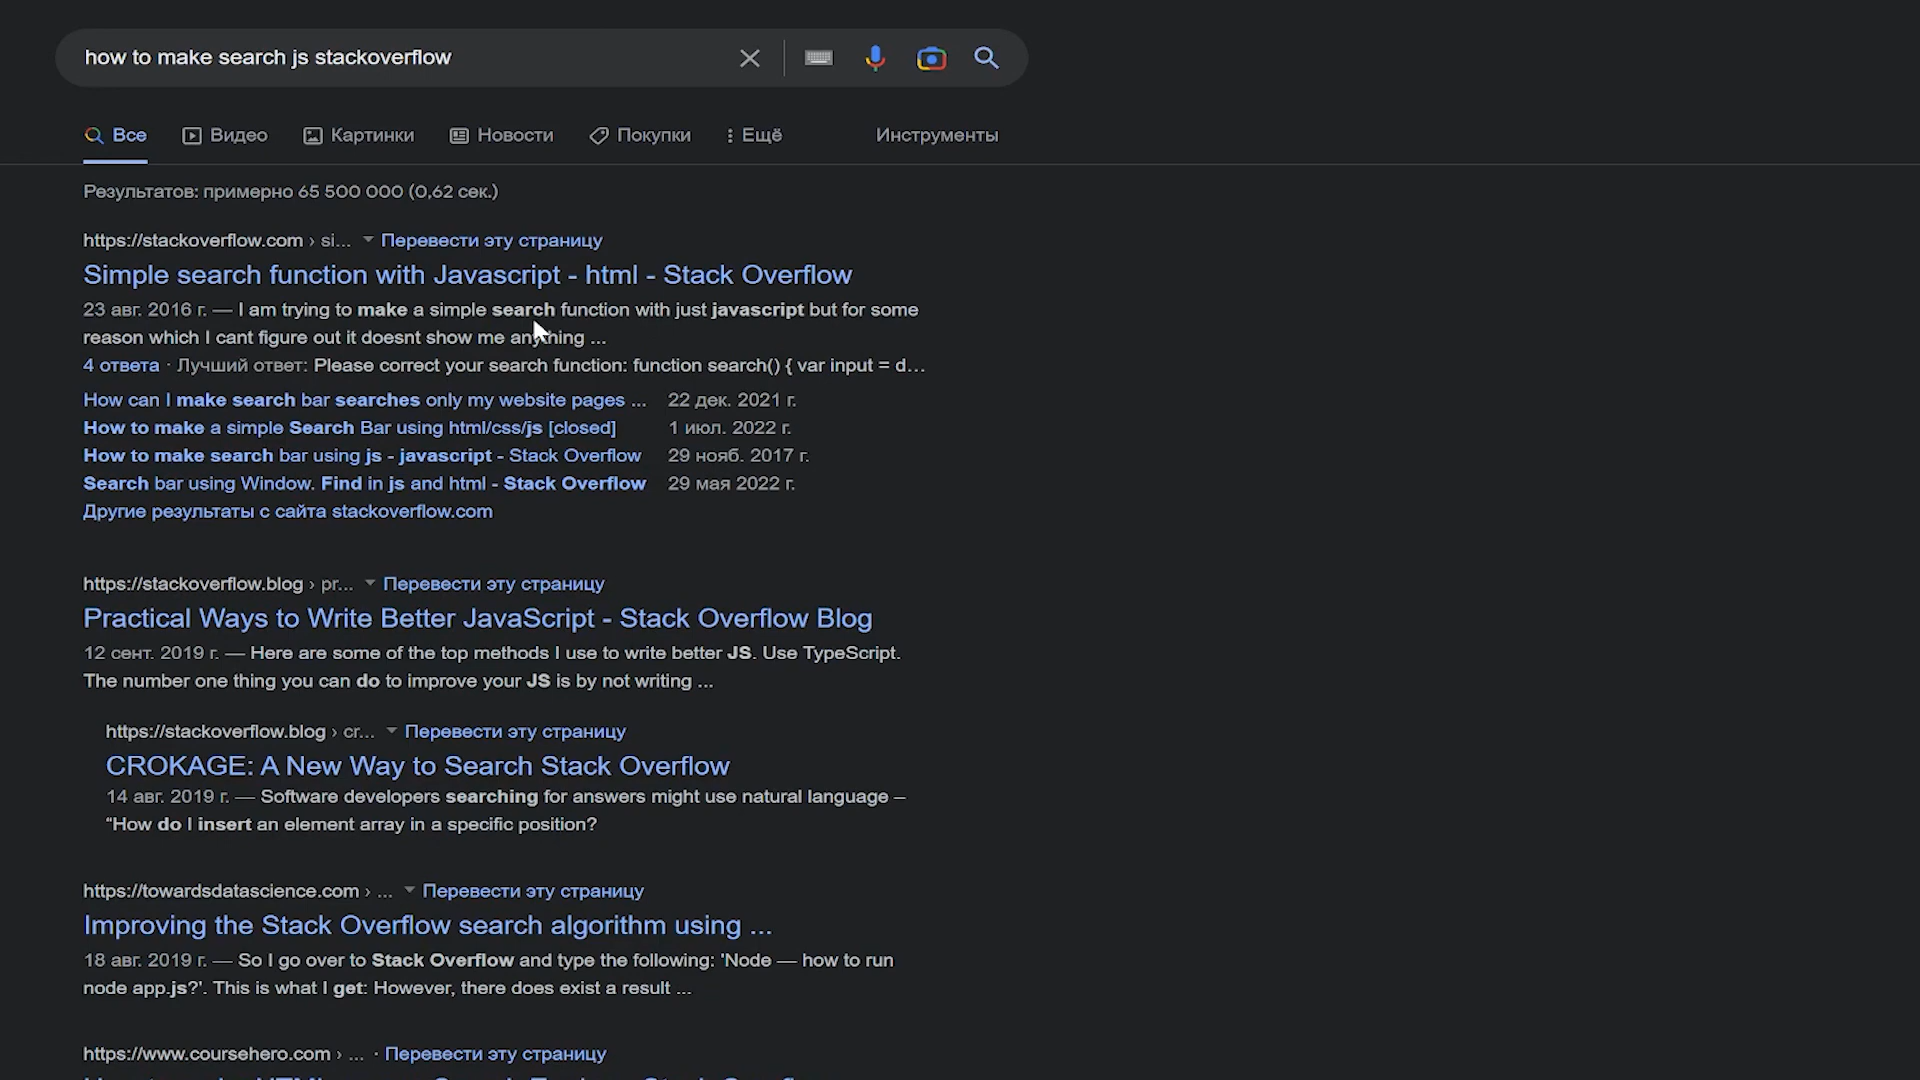 how to make search js stackoverflow
Все Видео Картинки Новости Покупки Ещё Инструменты
Результатов: примерно 65 500 000 (0,62 сек.)
https://stackoverflow.com › si... Перевести эту страницу
Simple search function with Javascript - html - Stack Overflow
23 авг. 2016 г. — I am trying to make a simple search function with just javascript but for some
reason which I cant figure out it doesnt show me anything ...
4 ответа · Лучший ответ: Please correct your search function: function search() { var input = d...
How can I make search bar searches only my website pages ... 22 дек. 2021 г.
How to make a simple Search Bar using html/css/js [closed] 1 июл. 2022 г.
How to make search bar using js - javascript - Stack Overflow 29 нояб. 2017 г.
Search bar using Window. Find in js and html - Stack Overflow 29 мая 2022 г.
Другие результаты с сайта stackoverflow.com
https://stackoverflow.blog › pr... Перевести эту страницу
Practical Ways to Write Better JavaScript - Stack Overflow Blog
12 сент. 2019 г. — Here are some of the top methods I use to write better JS. Use TypeScript.
The number one thing you can do to improve your JS is by not writing ...
https://stackoverflow.blog › cr... Перевести эту страницу
CROKAGE: A New Way to Search Stack Overflow
14 авг. 2019 г. — Software developers searching for answers might use natural language –
“How do I insert an element array in a specific position?
https://towardsdatascience.com › ... Перевести эту страницу
Improving the Stack Overflow search algorithm using ...
18 авг. 2019 г. — So I go over to Stack Overflow and type the following: 'Node — how to run
node app.js?'. This is what I get: However, there does exist a result ...
https://www.coursehero.com › ... · Перевести эту страницу